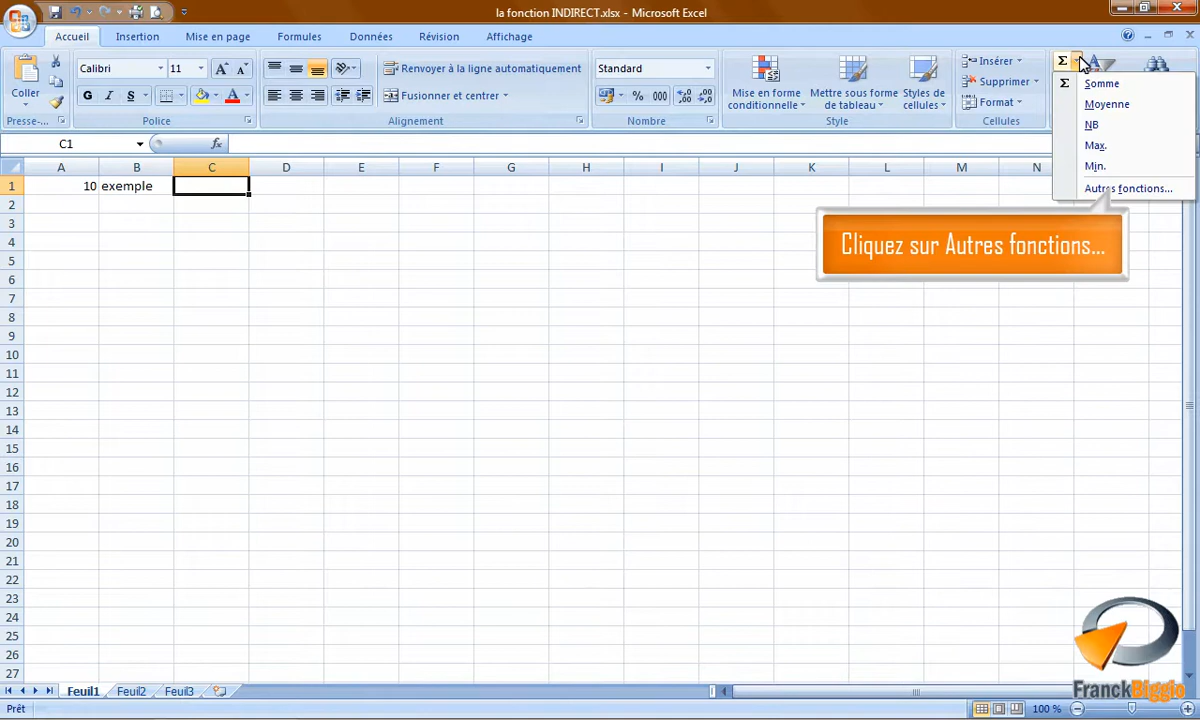 la fonction INDIRECT.xlsx - Microsoft Excel
Accueil Insertion Mise en page Formules Données Révision Affichage
Coller
Presse-...
Calibri 11
G I S
Police
Renvoyer à la ligne automatiquement
Fusionner et centrer
Alignement
Standard
% 000
Nombre
Mise en forme conditionnelle
Mettre sous forme de tableau
Styles de cellules
Style
Insérer
Supprimer
Format
Cellules
Σ
Σ Somme
Moyenne
NB
Max.
Min.
Autres fonctions...
C1 fx
A B C D E F G H I J K L M N
1 10 exemple
2
3
4
5
6
7
8
9
10
11
12
13
14
15
16
17
18
19
20
21
22
23
24
25
26
27
Cliquez sur Autres fonctions...
FranckBiggio
Feuil1 Feuil2 Feuil3
Prêt
100 %